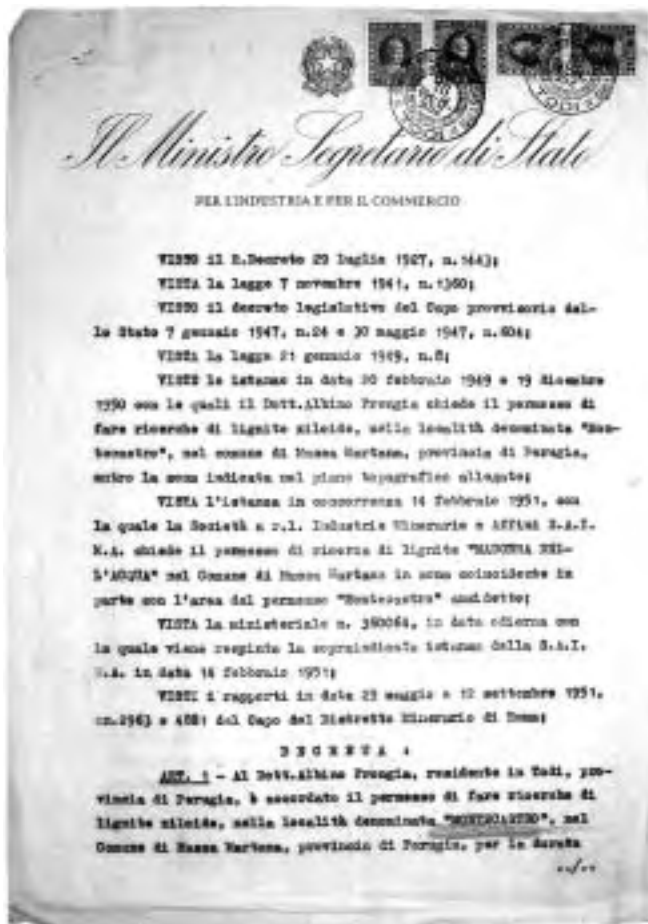 TODI
TODI
Il Ministro Segretario di Stato
PER L'INDUSTRIA E PER IL COMMERCIO
VISTO il R.Decreto 29 luglio 1927, n.1443;
VISTA la legge 7 novembre 1941, n.1360;
VISTO il decreto legislativo del Capo provvisorio del-
lo Stato 7 gennaio 1947, n.24 e 30 maggio 1947, n.604;
VISTA la legge 21 gennaio 1949, n.8;
VISTE le istanze in data 20 febbraio 1949 e 19 dicembre
1950 con le quali il Dott.Albino Prongia chiede il permesso di
fare ricerche di lignite xiloide, nella località denominata "Mon-
tecastro", nel comune di Massa Martana, provincia di Perugia,
entro la zona indicata nel piano topografico allegato;
VISTA l'istanza in concorrenza 14 febbraio 1951, con
la quale la Società a r.l. Industrie Minerarie e Affini S.A.I.
M.A. chiede il permesso di ricerca di lignite "MADONNA DEL-
L'ACQUA" nel Comune di Massa Martana in zona coincidente in
parte con l'area del permesso "Montecastro" anzidetto;
VISTA la ministeriale n. 380064, in data odierna con
la quale viene respinta la sopraindicata istanza della S.A.I.
M.A. in data 14 febbraio 1951;
VISTI i rapporti in data 23 maggio e 12 settembre 1951,
nn.2963 e 4881 del Capo del Distretto Minerario di Roma;
DECRETA :
ART. 1 - Al Dott.Albino Prongia, residente in Todi, pro-
vincia di Perugia, è accordato il permesso di fare ricerche di
lignite xiloide, nella località denominata "MONTECASTRO", nel
Comune di Massa Martana, provincia di Perugia, per la durata
../..